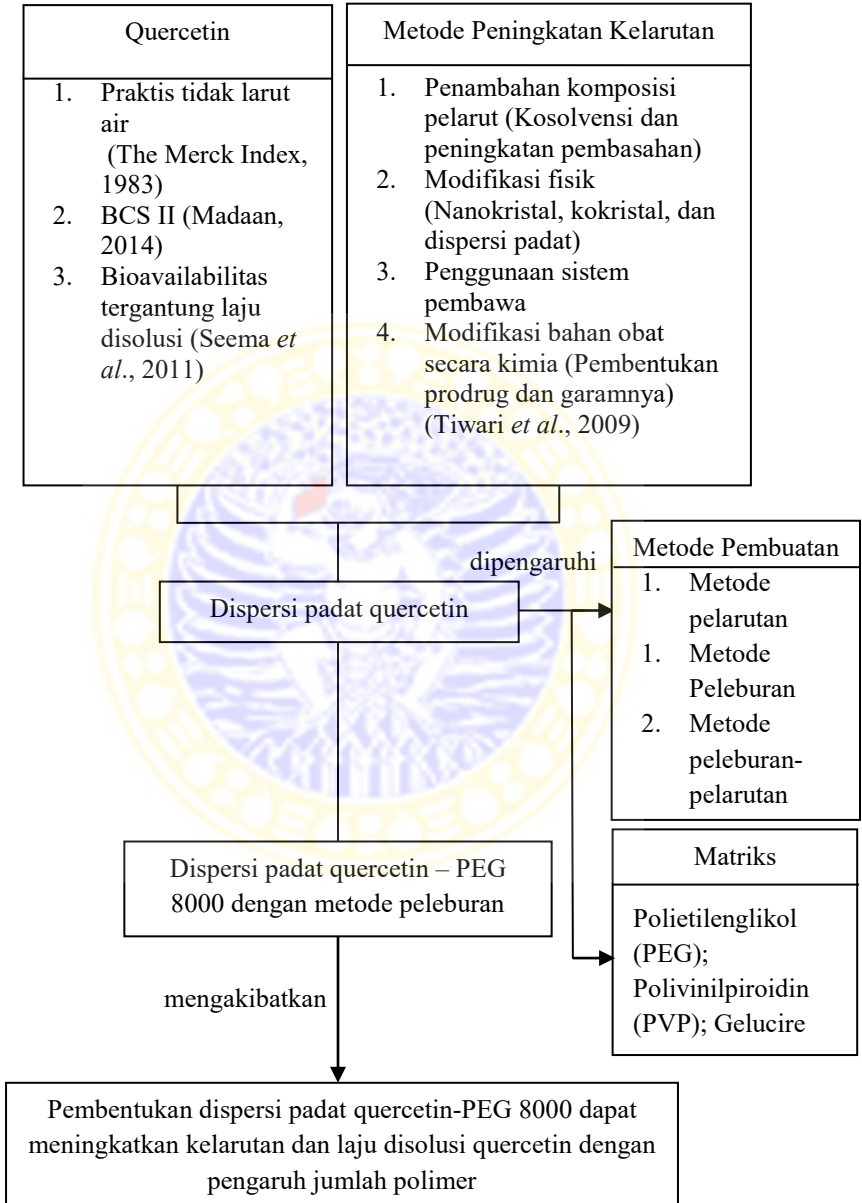 Quercetin
1. Praktis tidak larut
air
(The Merck Index,
1983)
2. BCS II (Madaan,
2014)
3. Bioavailabilitas
tergantung laju
disolusi (Seema et
al., 2011)
Metode Peningkatan Kelarutan
1. Penambahan komposisi
pelarut (Kosolvensi dan
peningkatan pembasahan)
2. Modifikasi fisik
(Nanokristal, kokristal, dan
dispersi padat)
3. Penggunaan sistem
pembawa
4. Modifikasi bahan obat
secara kimia (Pembentukan
prodrug dan garamnya)
(Tiwari et al., 2009)
Dispersi padat quercetin
dipengaruhi
Metode Pembuatan
1. Metode
pelarutan
1. Metode
Peleburan
2. Metode
peleburan-
pelarutan
Matriks
Polietilenglikol
(PEG);
Polivinilpiroidin
(PVP); Gelucire
Dispersi padat quercetin – PEG
8000 dengan metode peleburan
mengakibatkan
Pembentukan dispersi padat quercetin-PEG 8000 dapat
meningkatkan kelarutan dan laju disolusi quercetin dengan
pengaruh jumlah polimer